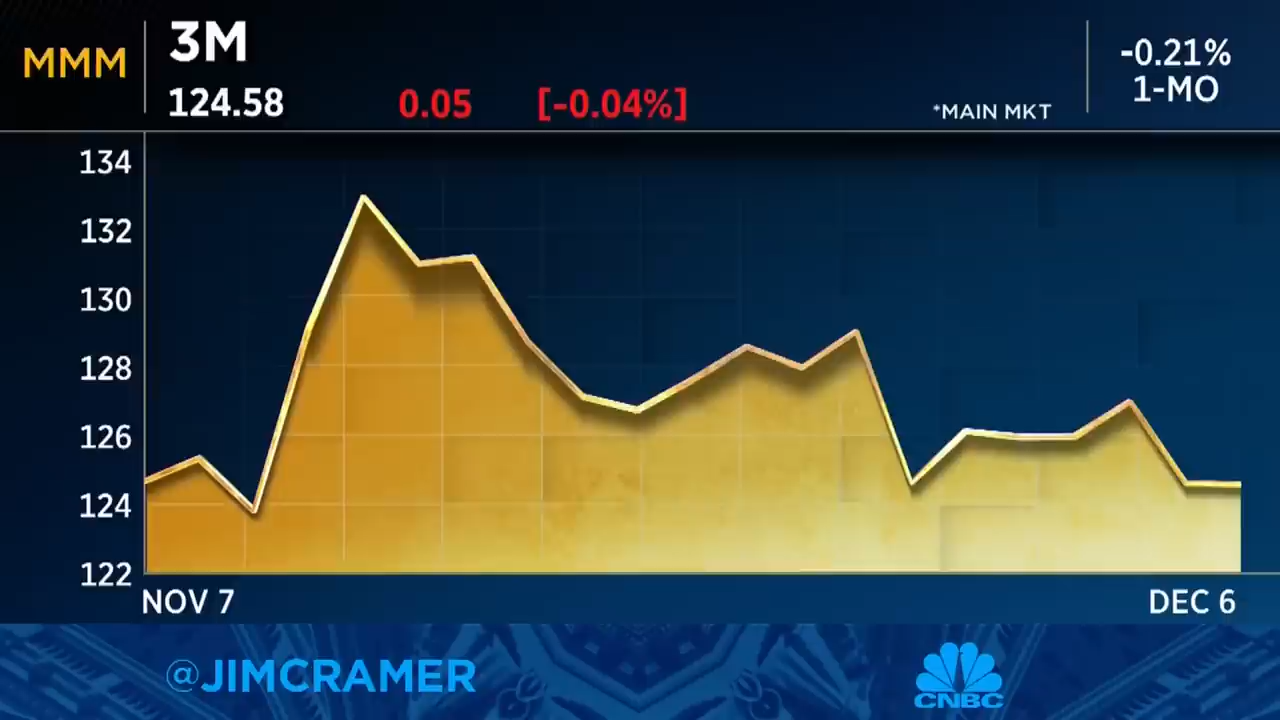 MMM
3M
124.58 0.05 [-0.04%]
*MAIN MKT
-0.21%
1-MO
134
132
130
128
126
124
122
NOV 7
DEC 6
@JIMCRAMER
CNBC